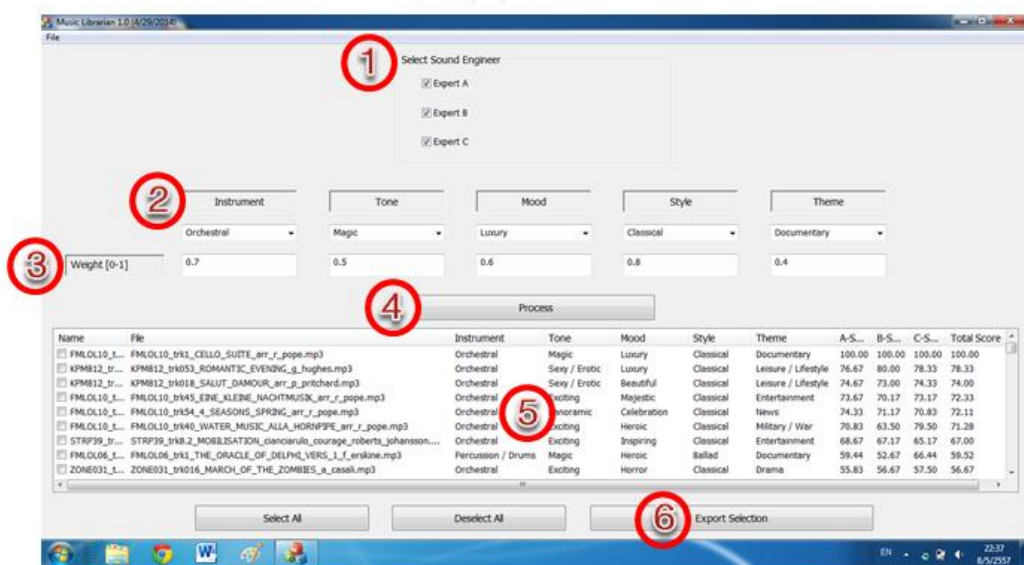 Music Librarian 1.0 (4/29/2014)
File
1
Select Sound Engineer
Expert A
Expert B
Expert C
2
Instrument Tone Mood Style Theme
Orchestral Magic Luxury Classical Documentary
3
Weight [0-1] 0.7 0.5 0.6 0.8 0.4
4
Process
Name File Instrument Tone Mood Style Theme A-S... B-S... C-S... Total Score
FMLOL10_t... FMLOL10_trk1_CELLO_SUITE_arr_r_pope.mp3 Orchestral Magic Luxury Classical Documentary 100.00 100.00 100.00 100.00
KPM812_tr... KPM812_trk053_ROMANTIC_EVENING_g_hughes.mp3 Orchestral Sexy / Erotic Luxury Classical Leisure / Lifestyle 76.67 80.00 78.33 78.33
KPM812_tr... KPM812_trk018_SALUT_DAMOUR_arr_p_pritchard.mp3 Orchestral Sexy / Erotic Beautiful Classical Leisure / Lifestyle 74.67 73.00 74.33 74.00
FMLOL10_t... FMLOL10_trk45_EINE_KLEINE_NACHTMUSIK_arr_r_pope.mp3 Orchestral Exciting Majestic Classical Entertainment 73.67 70.17 73.17 72.33
FMLOL10_t... FMLOL10_trk54_4_SEASONS_SPRING_arr_r_pope.mp3 Orchestral Celebration Classical News 74.33 71.17 70.83 72.11
5
FMLOL10_t... FMLOL10_trk40_WATER_MUSIC_ALLA_HORNPIPE_arr_r_pope.mp3 Orchestral Exciting Heroic Classical Military / War 70.83 63.50 79.50 71.28
STRP39_tr... STRP39_trk8.2_MOBILISATION_cianciarulo_courage_roberts_johansson.... Orchestral Exciting Inspiring Classical Entertainment 68.67 67.17 65.17 67.00
FMLOL06_t... FMLOL06_trk1_THE_ORACLE_OF_DELPHI_VERS_1_f_erskine.mp3 Percussion / Drums Magic Heroic Ballad Documentary 59.44 52.67 66.44 59.52
ZONE031_t... ZONE031_trk016_MARCH_OF_THE_ZOMBIES_a_casali.mp3 Orchestral Exciting Horror Classical Drama 55.83 56.67 57.50 56.67
Select All Deselect All Export Selection
6
EN 22:37
8/5/2557